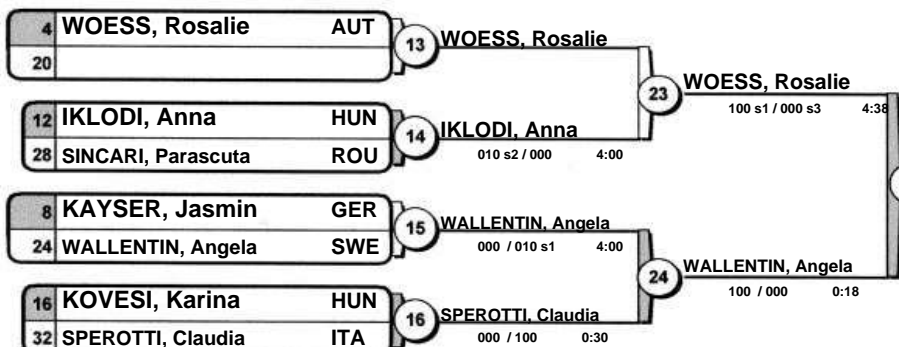 4 WOESS, Rosalie AUT
20
13 WOESS, Rosalie
12 IKLODI, Anna HUN
28 SINCARI, Parascuta ROU
14 IKLODI, Anna
010 s2 / 000 4:00
23 WOESS, Rosalie
100 s1 / 000 s3 4:38
8 KAYSER, Jasmin GER
24 WALLENTIN, Angela SWE
15 WALLENTIN, Angela
000 / 010 s1 4:00
16 KOVESI, Karina HUN
32 SPEROTTI, Claudia ITA
16 SPEROTTI, Claudia
000 / 100 0:30
24 WALLENTIN, Angela
100 / 000 0:18